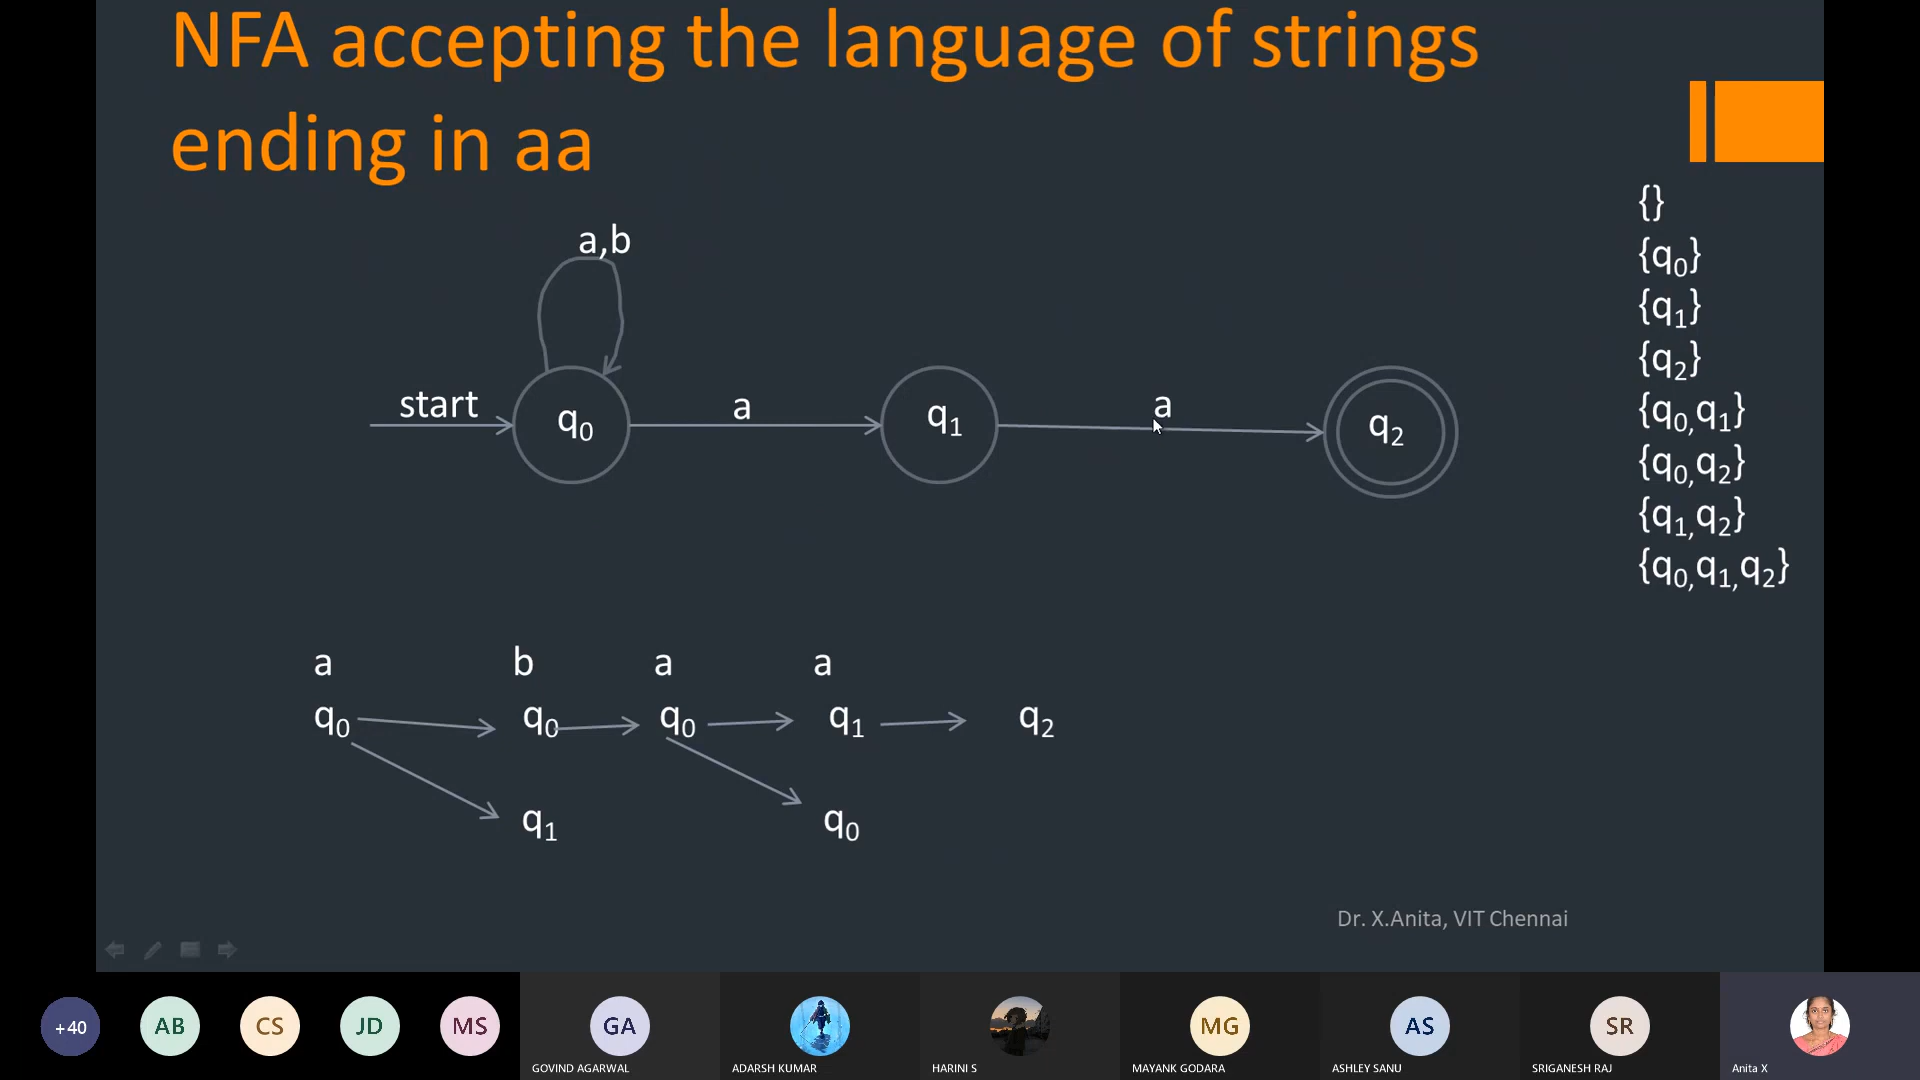 NFA accepting the language of strings
ending in aa
{}
{q0}
{q1}
{q2}
{q0,q1}
{q0,q2}
{q1,q2}
{q0,q1,q2}
a,b
start
q0
a
q1
a
q2
a b a a
q0 q0 q0 q1 q2
q1 q0
Dr. X.Anita, VIT Chennai
+40 AB CS JD MS GA MG AS SR
GOVIND AGARWAL ADARSH KUMAR HARINI S MAYANK GODARA ASHLEY SANU SRIGANESH RAJ Anita X